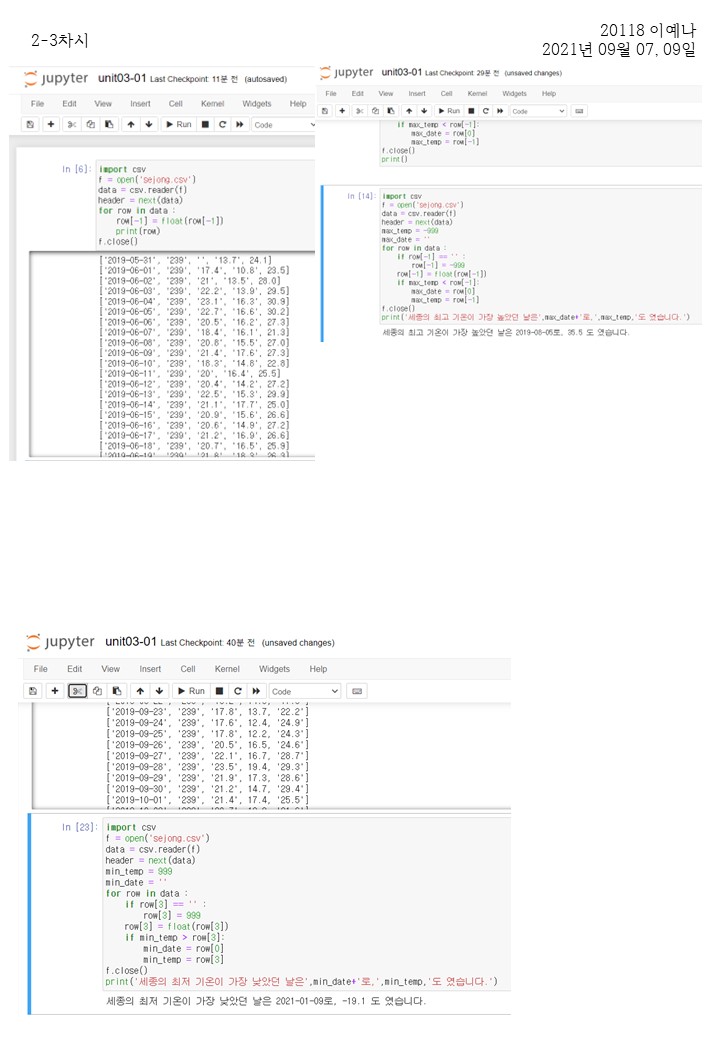 2-3차시
20118 이예나
2021년 09월 07, 09일
jupyter unit03-01 Last Checkpoint: 11분 전 (autosaved)
File Edit View Insert Cell Kernel Widgets Help
Run Code
In [6]: import csv
f = open('sejong.csv')
data = csv.reader(f)
header = next(data)
for row in data :
row[-1] = float(row[-1])
print(row)
f.close()
['2019-05-31', '239', '', '13.7', 24.1]
['2019-06-01', '239', '17.4', '10.8', 23.5]
['2019-06-02', '239', '21', '13.5', 28.0]
['2019-06-03', '239', '22.2', '13.9', 29.5]
['2019-06-04', '239', '23.1', '16.3', 30.9]
['2019-06-05', '239', '22.7', '16.6', 30.2]
['2019-06-06', '239', '20.5', '16.2', 27.3]
['2019-06-07', '239', '18.4', '16.1', 21.3]
['2019-06-08', '239', '20.8', '15.5', 27.0]
['2019-06-09', '239', '21.4', '17.6', 27.3]
['2019-06-10', '239', '18.3', '14.8', 22.8]
['2019-06-11', '239', '20', '16.4', 25.5]
['2019-06-12', '239', '20.4', '14.2', 27.2]
['2019-06-13', '239', '22.5', '15.3', 29.9]
['2019-06-14', '239', '21.1', '17.7', 25.0]
['2019-06-15', '239', '20.9', '15.6', 26.6]
['2019-06-16', '239', '20.6', '14.9', 27.2]
['2019-06-17', '239', '21.2', '16.9', 26.6]
['2019-06-18', '239', '20.7', '16.5', 25.9]
['2019-06-19', '239', '21.8', '18.3', 26.3]
jupyter unit03-01 Last Checkpoint: 29분 전 (unsaved changes)
File Edit View Insert Cell Kernel Widgets Help
Run Code
if max_temp < row[-1]:
max_date = row[0]
max_temp = row[-1]
f.close()
print()
In [14]: import csv
f = open('sejong.csv')
data = csv.reader(f)
header = next(data)
max_temp = -999
max_date = ''
for row in data :
if row[-1] == '' :
row[-1] = -999
row[-1] = float(row[-1])
if max_temp < row[-1]:
max_date = row[0]
max_temp = row[-1]
f.close()
print('세종의 최고 기온이 가장 높았던 날은',max_date+'로,',max_temp,'도 였습니다.')
세종의 최고 기온이 가장 높았던 날은 2019-08-05로, 35.5 도 였습니다.
jupyter unit03-01 Last Checkpoint: 40분 전 (unsaved changes)
File Edit View Insert Cell Kernel Widgets Help
Run Code
['2019-09-23', '239', '17.8', 13.7, '22.2']
['2019-09-24', '239', '17.6', 12.4, '24.9']
['2019-09-25', '239', '17.8', 12.2, '24.3']
['2019-09-26', '239', '20.5', 16.5, '24.6']
['2019-09-27', '239', '22.1', 16.7, '28.7']
['2019-09-28', '239', '23.5', 19.4, '29.3']
['2019-09-29', '239', '21.9', 17.3, '28.6']
['2019-09-30', '239', '21.2', 14.7, '29.4']
['2019-10-01', '239', '21.4', 17.4, '25.5']
In [23]: import csv
f = open('sejong.csv')
data = csv.reader(f)
header = next(data)
min_temp = 999
min_date = ''
for row in data :
if row[3] == '' :
row[3] = 999
row[3] = float(row[3])
if min_temp > row[3]:
min_date = row[0]
min_temp = row[3]
f.close()
print('세종의 최저 기온이 가장 낮았던 날은',min_date+'로,',min_temp,'도 였습니다.')
세종의 최저 기온이 가장 낮았던 날은 2021-01-09로, -19.1 도 였습니다.